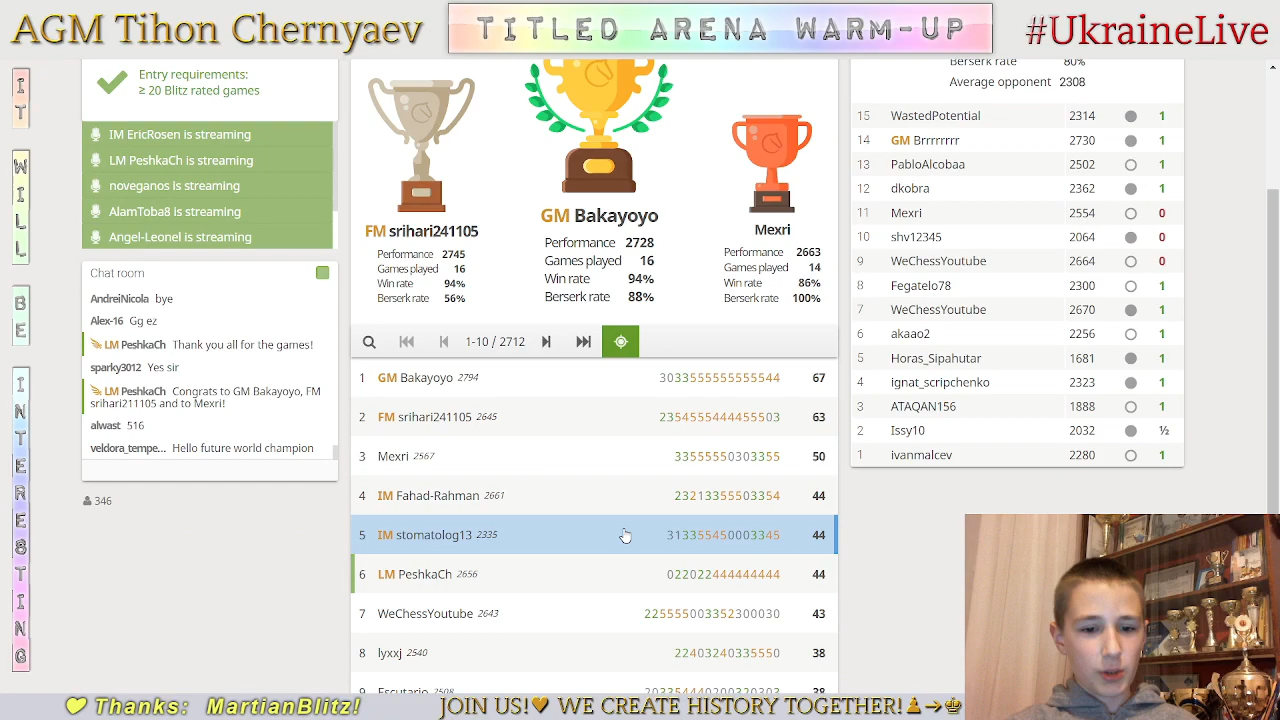 AGM Tihon Chernyaev
TITLED ARENA WARM-UP
#UkraineLive
IT
WILL
BE
INTERESTING
Entry requirements:
≥ 20 Blitz rated games
IM EricRosen is streaming
LM PeshkaCh is streaming
noveganos is streaming
AlamToba8 is streaming
Angel-Leonel is streaming
Chat room
AndreiNicola bye
Alex-16 Gg ez
LM PeshkaCh Thank you all for the games!
sparky3012 Yes sir
LM PeshkaCh Congrats to GM Bakayoyo, FM
srihari211105 and to Mexri!
alwast 516
veldora_tempe... Hello future world champion
346
FM srihari241105
Performance 2745
Games played 16
Win rate 94%
Berserk rate 56%
GM Bakayoyo
Performance 2728
Games played 16
Win rate 94%
Berserk rate 88%
Mexri
Performance 2663
Games played 14
Win rate 86%
Berserk rate 100%
1-10 / 2712
1 GM Bakayoyo 2794 3033555555555544 67
2 FM srihari241105 2645 2354555444455503 63
3 Mexri 2567 33555550303355 50
4 IM Fahad-Rahman 2661 23213355503354 44
5 IM stomatolog13 2335 313355450003345 44
6 LM PeshkaCh 2656 022022444444444 44
7 WeChessYoutube 2643 225555003352300030 43
8 lyxxj 2540 22403240335550 38
Berserk rate 80%
Average opponent 2308
15 WastedPotential 2314 1
14 GM Brrrrrrrr 2730 1
13 PabloAlcobaa 2502 1
12 dkobra 2362 1
11 Mexri 2554 0
10 shv12345 2064 0
9 WeChessYoutube 2664 0
8 Fegatelo78 2300 1
7 WeChessYoutube 2670 1
6 akaao2 2256 1
5 Horas_Sipahutar 1681 1
4 ignat_scripchenko 2323 1
3 ATAQAN156 1888 1
2 Issy10 2032 ½
1 ivanmalcev 2280 1
Thanks: MartianBlitz!
JOIN US! WE CREATE HISTORY TOGETHER!